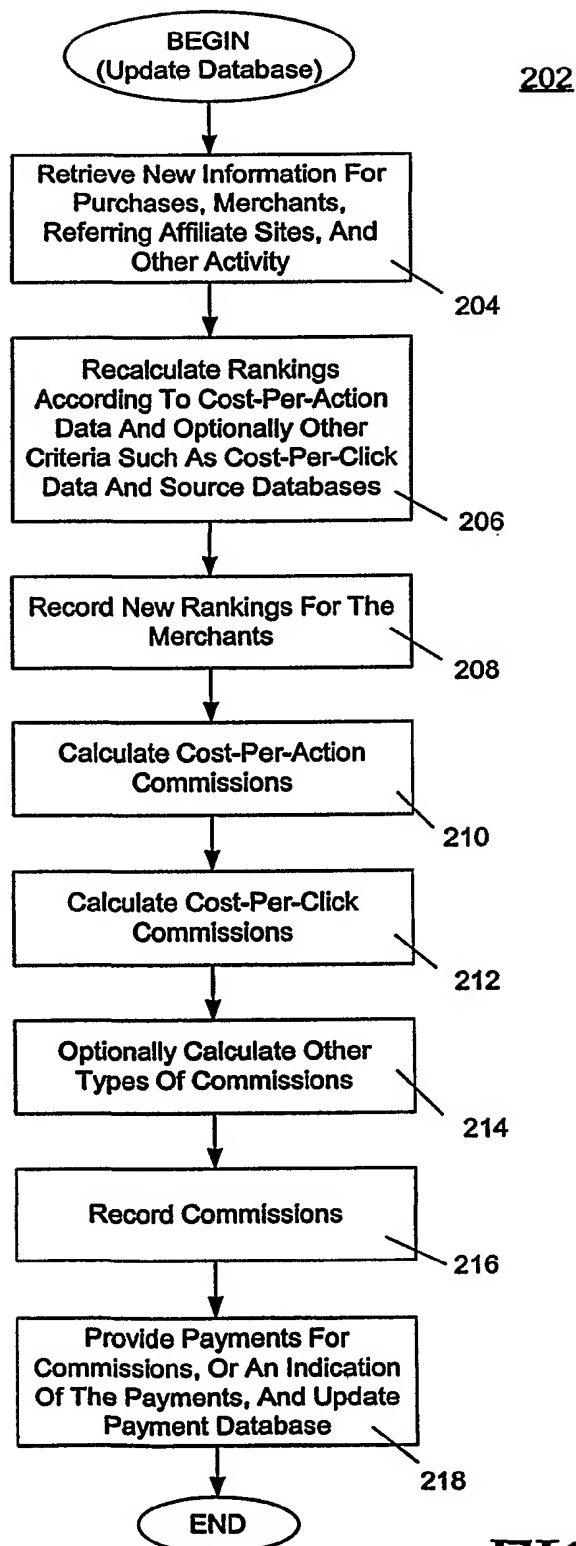 BEGIN
(Update Database)
202
Retrieve New Information For
Purchases, Merchants,
Referring Affiliate Sites, And
Other Activity
204
Recalculate Rankings
According To Cost-Per-Action
Data And Optionally Other
Criteria Such As Cost-Per-Click
Data And Source Databases
206
Record New Rankings For The
Merchants
208
Calculate Cost-Per-Action
Commissions
210
Calculate Cost-Per-Click
Commissions
212
Optionally Calculate Other
Types Of Commissions
214
Record Commissions
216
Provide Payments For
Commissions, Or An Indication
Of The Payments, And Update
Payment Database
218
END